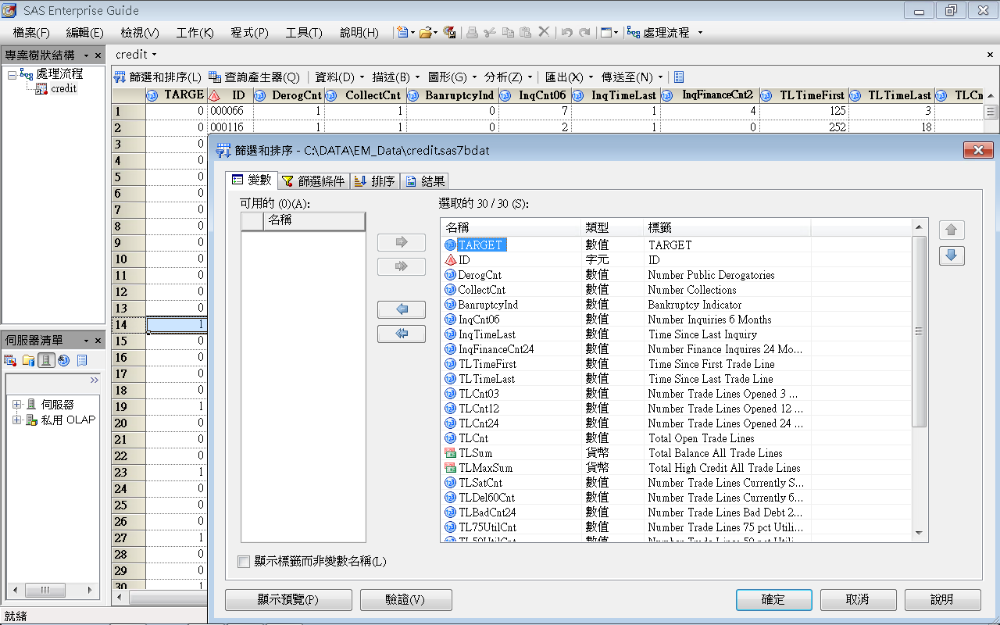 SAS Enterprise Guide
檔案(F) 編輯(E) 檢視(V) 工作(K) 程式(P) 工具(T) 說明(H) 處理流程
專案樹狀結構
處理流程
credit
credit
篩選和排序(L) 查詢產生器(Q) 資料(D) 描述(B) 圖形(G) 分析(Z) 匯出(X) 傳送至(N)
TARGE ID DerogCnt CollectCnt BanruptcyInd InqCnt06 InqTimeLast InqFinanceCnt2 TLTimeFirst TLTimeLast TLCn
1 0 000066 1 1 0 7 1 4 125 3
2 0 000116 1 1 0 2 1 0 252 18
3 0
4 0
5 0
6 0
7 0
8 0
9 0
10 0
11 0
12 0
13 0
14 1
15 0
16 0
17 0
18 0
19 1
20 0
21 0
22 0
23 1
24 0
25 0
26 0
27 1
28 0
29 0
30 1
伺服器清單
伺服器
私用 OLAP
就緒
篩選和排序 - C:\DATA\EM_Data\credit.sas7bdat
變數 篩選條件 排序 結果
可用的 (0)(A):
名稱
選取的 30 / 30 (S):
名稱 類型 標籤
TARGET 數值 TARGET
ID 字元 ID
DerogCnt 數值 Number Public Derogatories
CollectCnt 數值 Number Collections
BanruptcyInd 數值 Bankruptcy Indicator
InqCnt06 數值 Number Inquiries 6 Months
InqTimeLast 數值 Time Since Last Inquiry
InqFinanceCnt24 數值 Number Finance Inquires 24 Mo...
TLTimeFirst 數值 Time Since First Trade Line
TLTimeLast 數值 Time Since Last Trade Line
TLCnt03 數值 Number Trade Lines Opened 3 ...
TLCnt12 數值 Number Trade Lines Opened 12 ...
TLCnt24 數值 Number Trade Lines Opened 24 ...
TLCnt 數值 Total Open Trade Lines
TLSum 貨幣 Total Balance All Trade Lines
TLMaxSum 貨幣 Total High Credit All Trade Lines
TLSatCnt 數值 Number Trade Lines Currently S...
TLDel60Cnt 數值 Number Trade Lines Currently 6...
TLBadCnt24 數值 Number Trade Lines Bad Debt 2...
TL75UtilCnt 數值 Number Trade Lines 75 pct Utili...
TL50UtilCnt 數值 Number Trade Lines 50 pct Utili...
顯示標籤而非變數名稱(L)
顯示預覽(P) 驗證(V) 確定 取消 說明